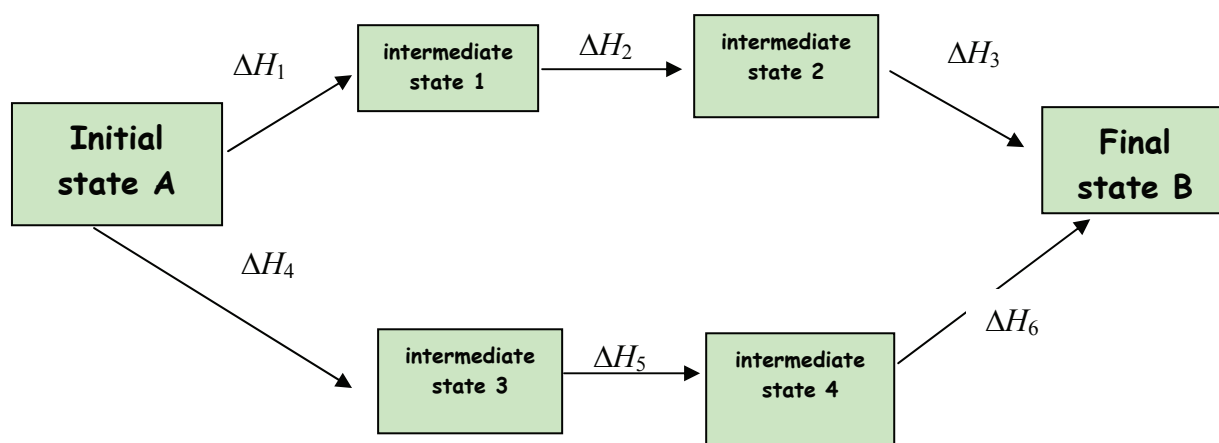 ΔH₁
intermediate
state 1
ΔH₂
intermediate
state 2
ΔH₃
Initial
state A
Final
state B
ΔH₄
intermediate
state 3
ΔH₅
intermediate
state 4
ΔH₆